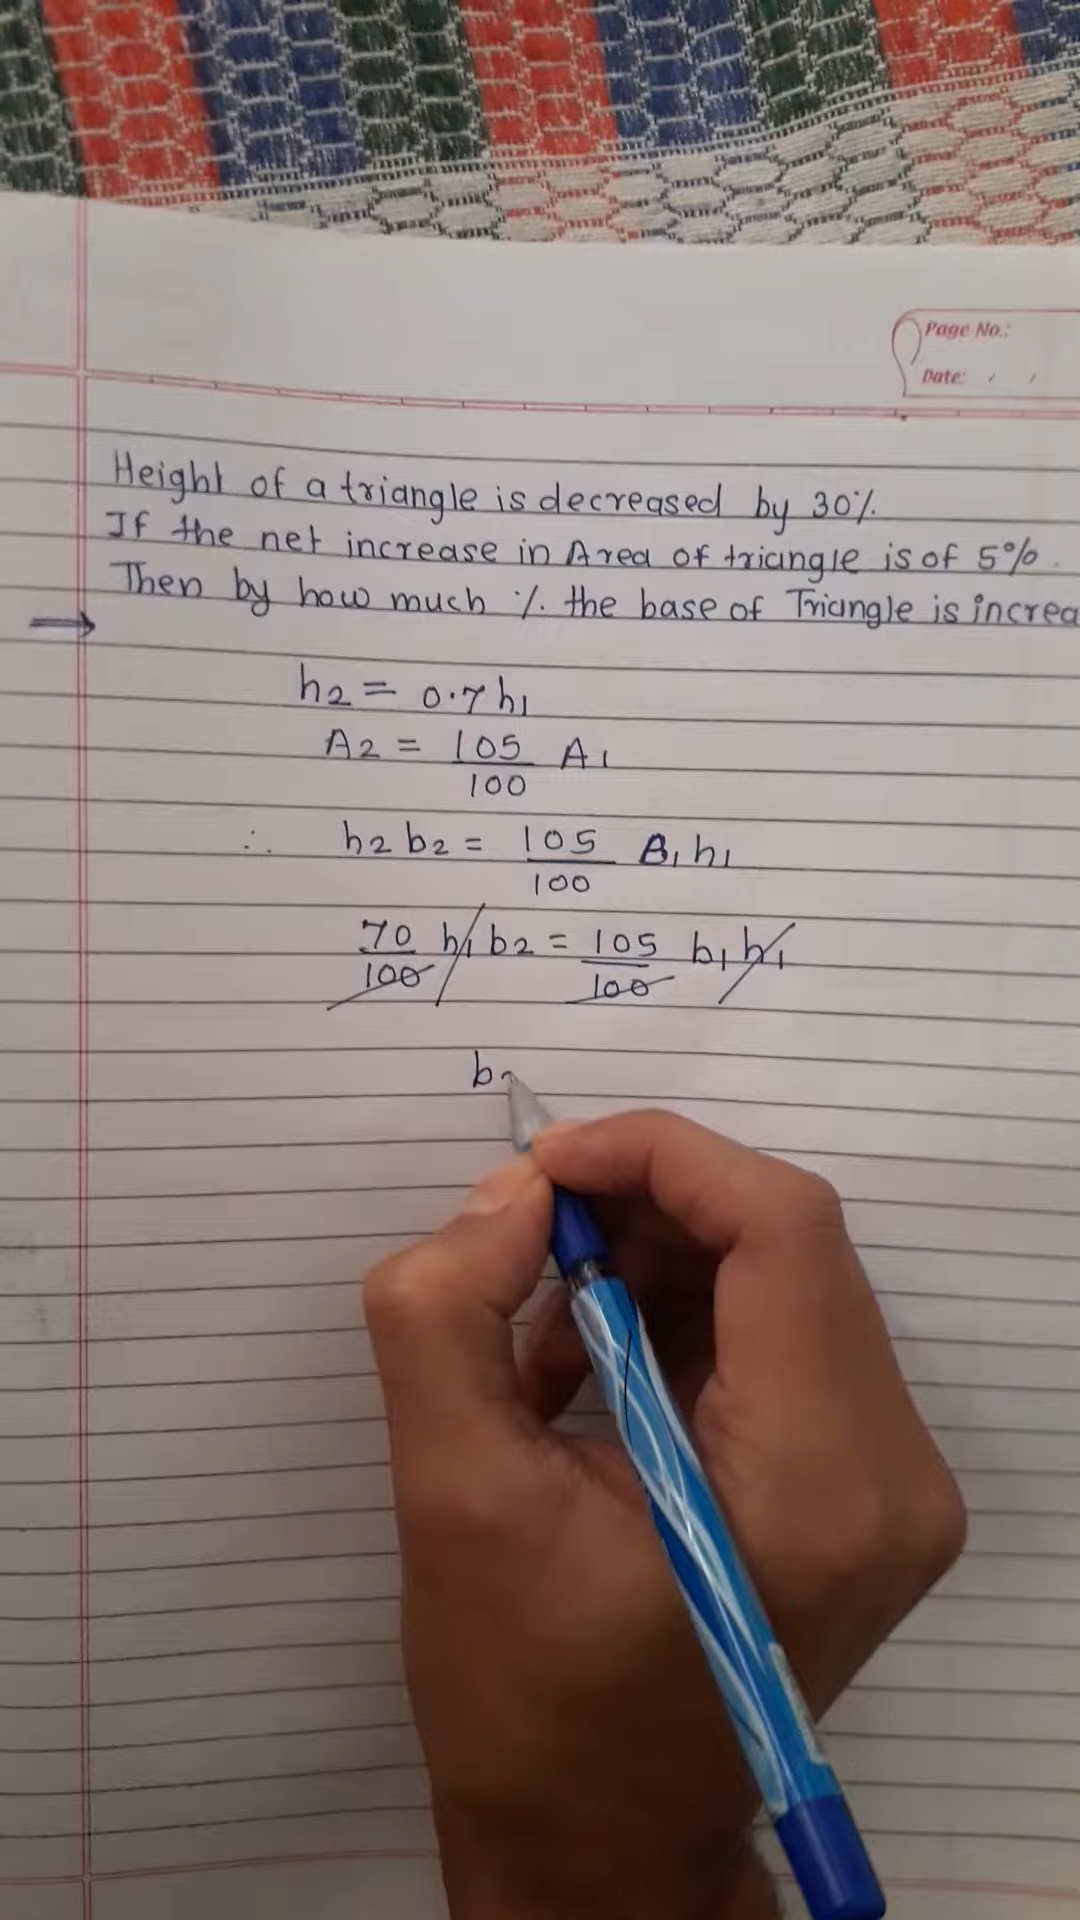 Page No.:
Date: / /
Height of a triangle is decreased by 30%.
If the net increase in Area of triangle is of 5%.
Then by how much % the base of Triangle is increa
h2 = 0.7 h1
A2 = 105/100 A1
∴ h2 b2 = 105/100 B1 h1
70/100 h1 b2 = 105/100 b1 h1
b2